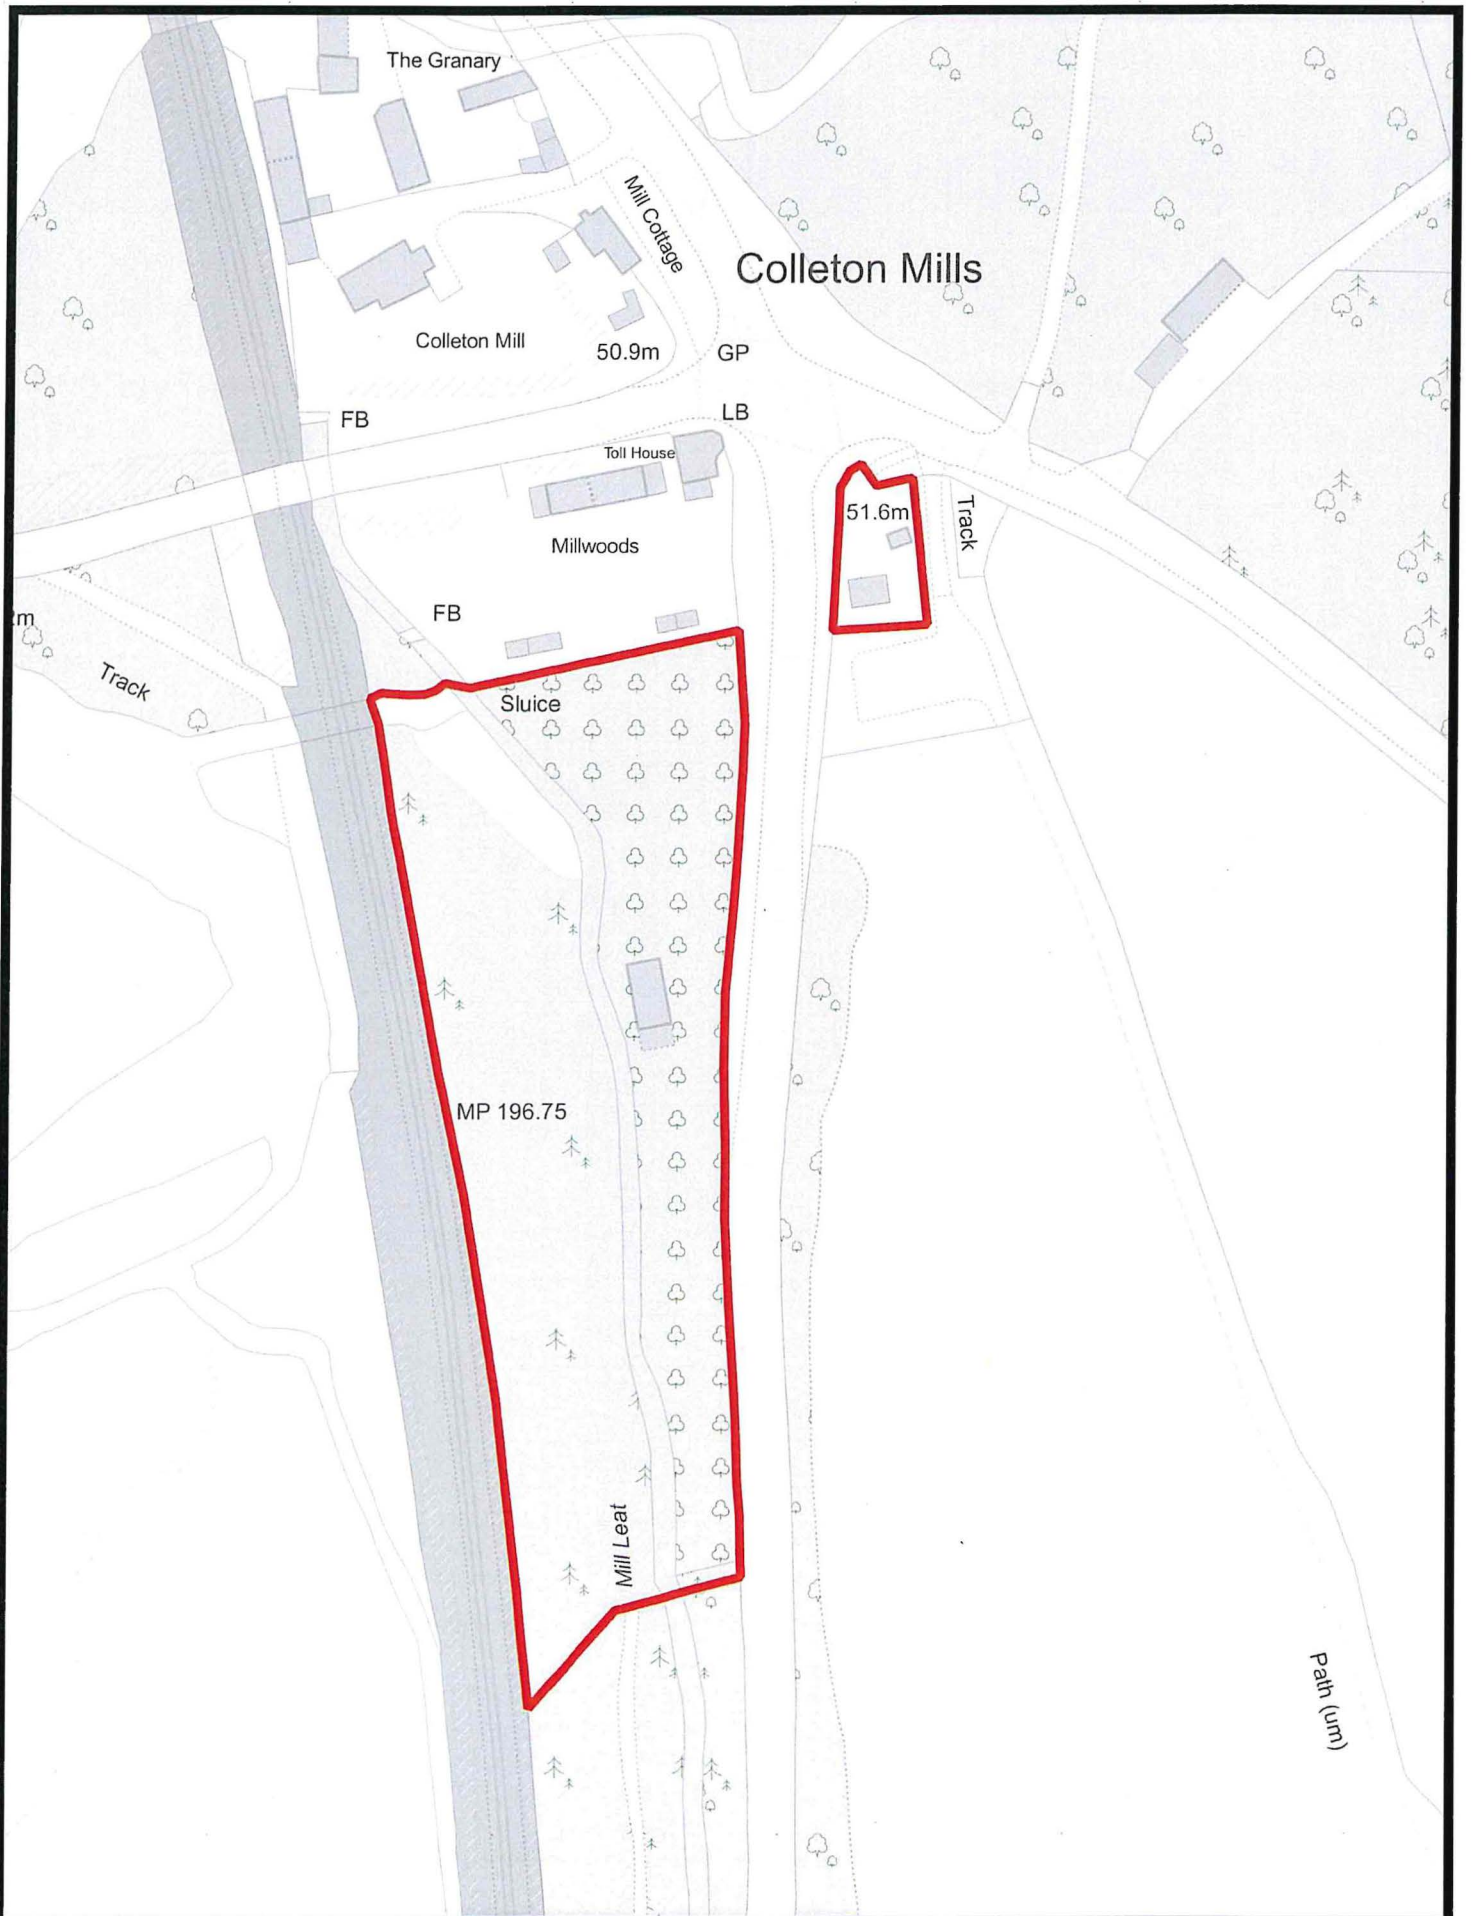 The Granary
Mill Cottage
Colleton Mills
Colleton Mill
50.9m
GP
LB
FB
Toll House
51.6m
Track
Millwoods
FB
Track
Sluice
MP 196.75
Mill Leat
Path (um)